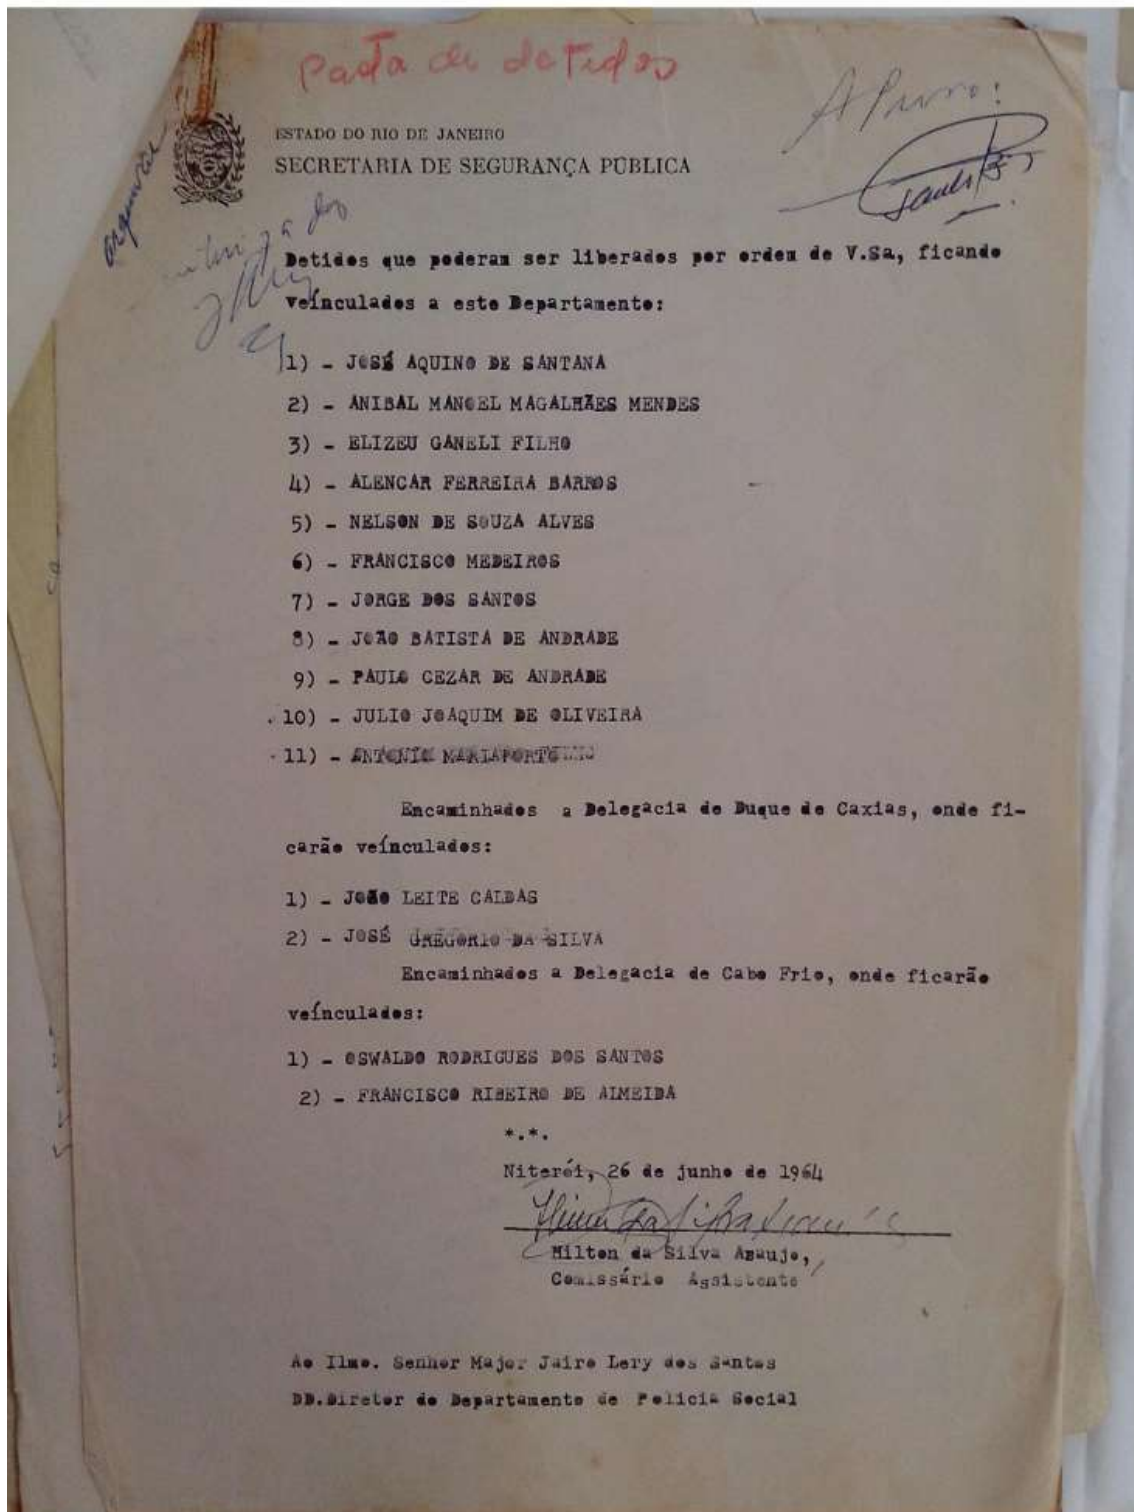 Pasta de detidos
Apuro:
ESTADO DO RIO DE JANEIRO
SECRETARIA DE SEGURANÇA PÚBLICA
arquivar
Detidos que poderam ser liberados por ordem de V.Sa, ficando
veínculados a este Departamento:
1) - JOSÉ AQUINO DE SANTANA
2) - ANIBAL MANOEL MAGALHÃES MENDES
3) - ELIZEU GANELI FILHO
4) - ALENCAR FERREIRA BARROS
5) - NELSON DE SOUZA ALVES
6) - FRANCISCO MEDEIROS
7) - JORGE DOS SANTOS
8) - JOÃO BATISTA DE ANDRADE
9) - PAULO CEZAR DE ANDRADE
10) - JULIO JOAQUIM DE OLIVEIRA
11) - ANTONIO MARIA PORTO
Encaminhados a Delegacia de Duque de Caxias, onde fi-
carão veínculados:
1) - João LEITE CALDAS
2) - JOSÉ GREGORIO DA SILVA
Encaminhados a Delegacia de Cabo Frio, onde ficarão
veínculados:
1) - OSWALDO RODRIGUES DOS SANTOS
2) - FRANCISCO RIBEIRO DE ALMEIDA
*.*.
Niterói, 26 de junho de 1964
Milton da Silva Araujo,
Comissário Assistente
Ao Ilmo. Senhor Major Jairo Lery dos Santos
DD.Diretor do Departamento de Policia Social